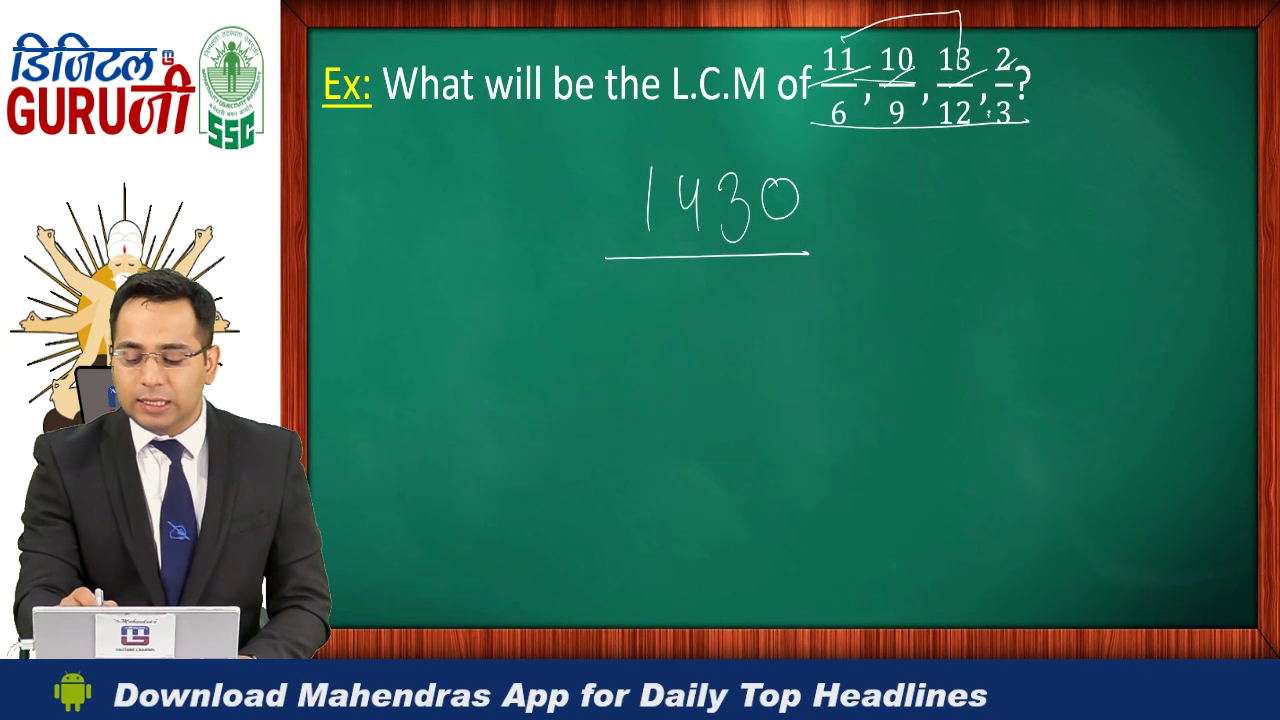 डिजिटल
GURUजी
SSC
Ex: What will be the L.C.M of 11/6, 10/9, 13/12, 2/3?
1430
Download Mahendras App for Daily Top Headlines